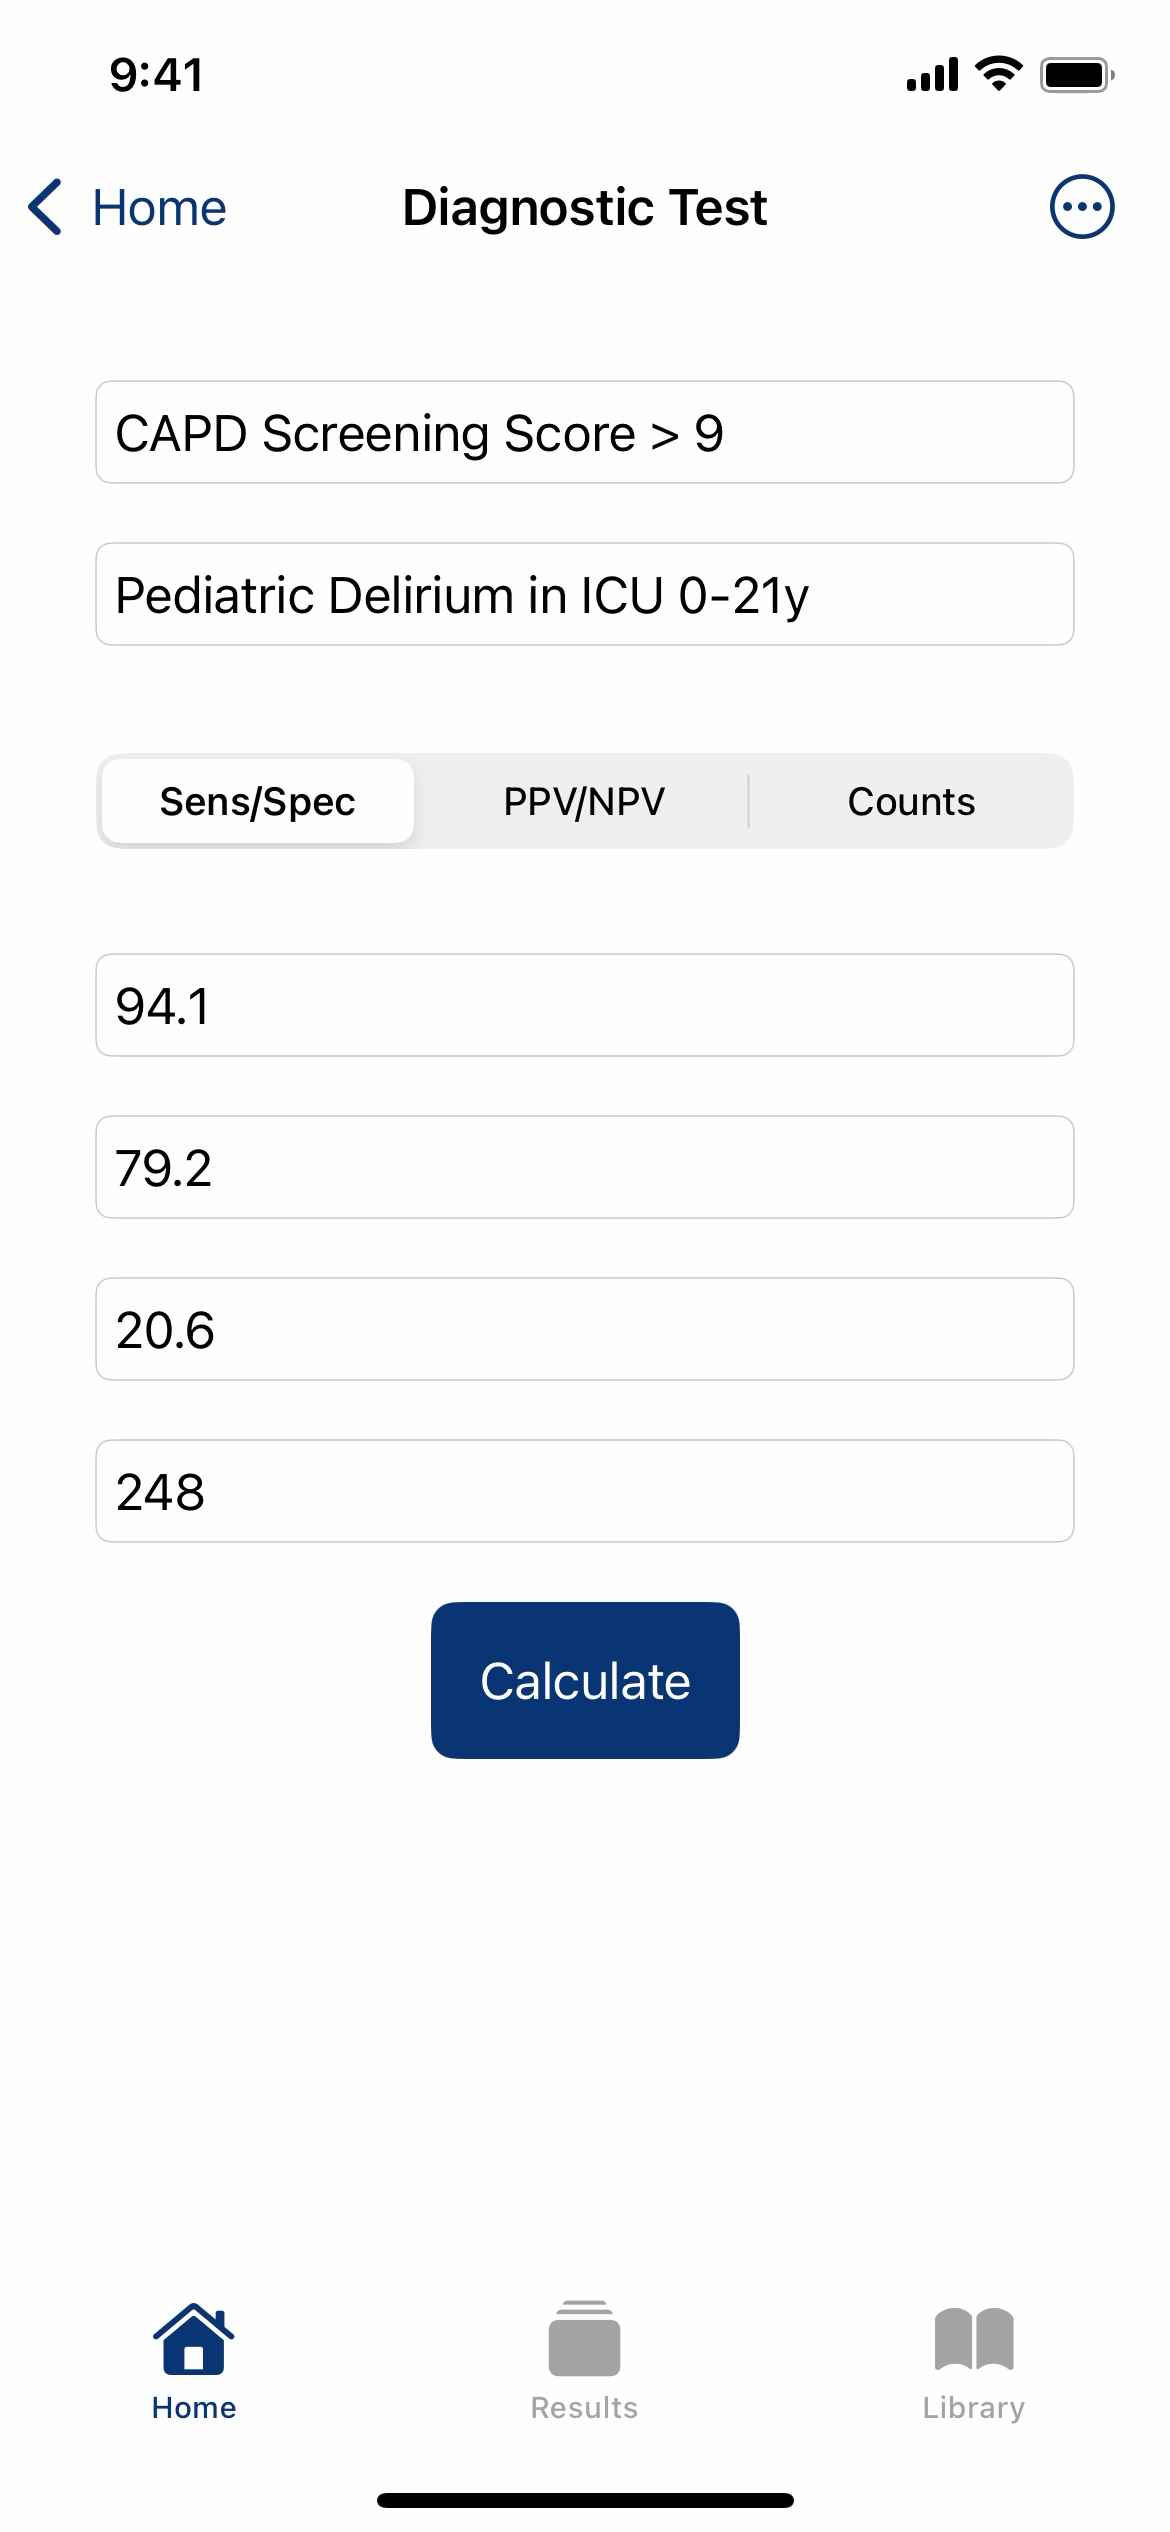 9:41
Home Diagnostic Test
CAPD Screening Score > 9
Pediatric Delirium in ICU 0-21y
Sens/Spec PPV/NPV Counts
94.1
79.2
20.6
248
Calculate
Home Results Library